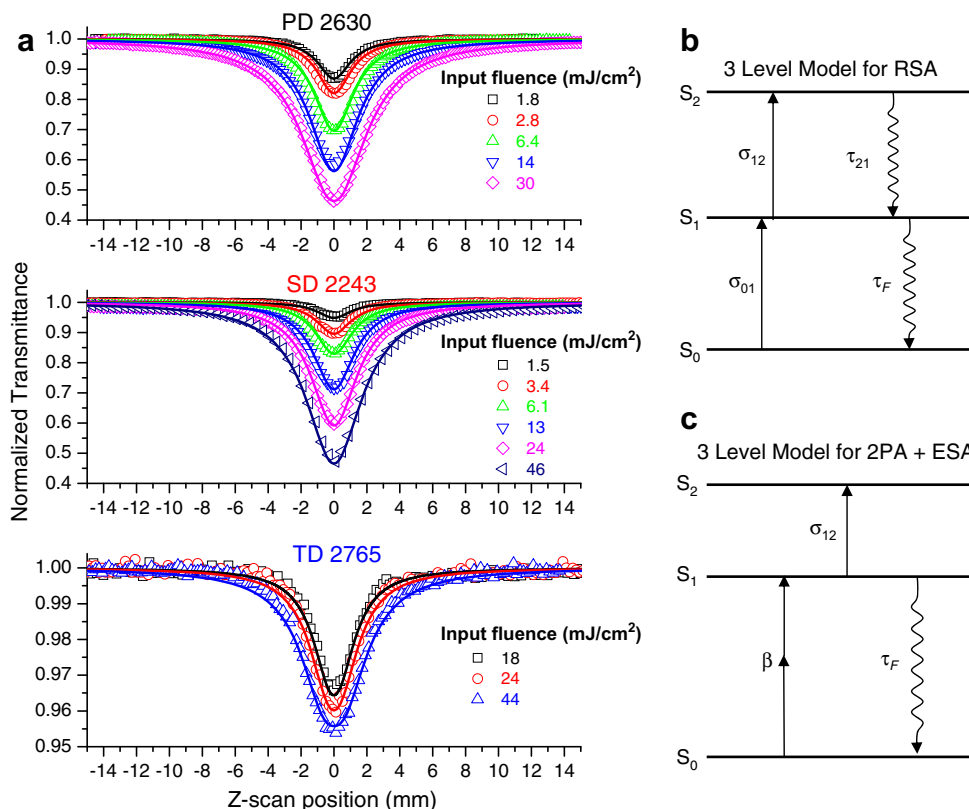 a
PD 2630
1.0
0.9
0.8
0.7
0.6
0.5
0.4
Input fluence (mJ/cm²)
1.8
2.8
6.4
14
30
-14 -12 -10 -8 -6 -4 -2 0 2 4 6 8 10 12 14
SD 2243
1.0
0.9
0.8
0.7
0.6
0.5
0.4
Input fluence (mJ/cm²)
1.5
3.4
6.1
13
24
46
-14 -12 -10 -8 -6 -4 -2 0 2 4 6 8 10 12 14
Normalized Transmittance
TD 2765
1.00
0.99
0.98
0.97
0.96
0.95
Input fluence (mJ/cm²)
18
24
44
-14 -12 -10 -8 -6 -4 -2 0 2 4 6 8 10 12 14
Z-scan position (mm)
b
3 Level Model for RSA
S₂
σ₁₂
τ₂₁
S₁
σ₀₁
τ_F
S₀
c
3 Level Model for 2PA + ESA
S₂
σ₁₂
S₁
β
τ_F
S₀